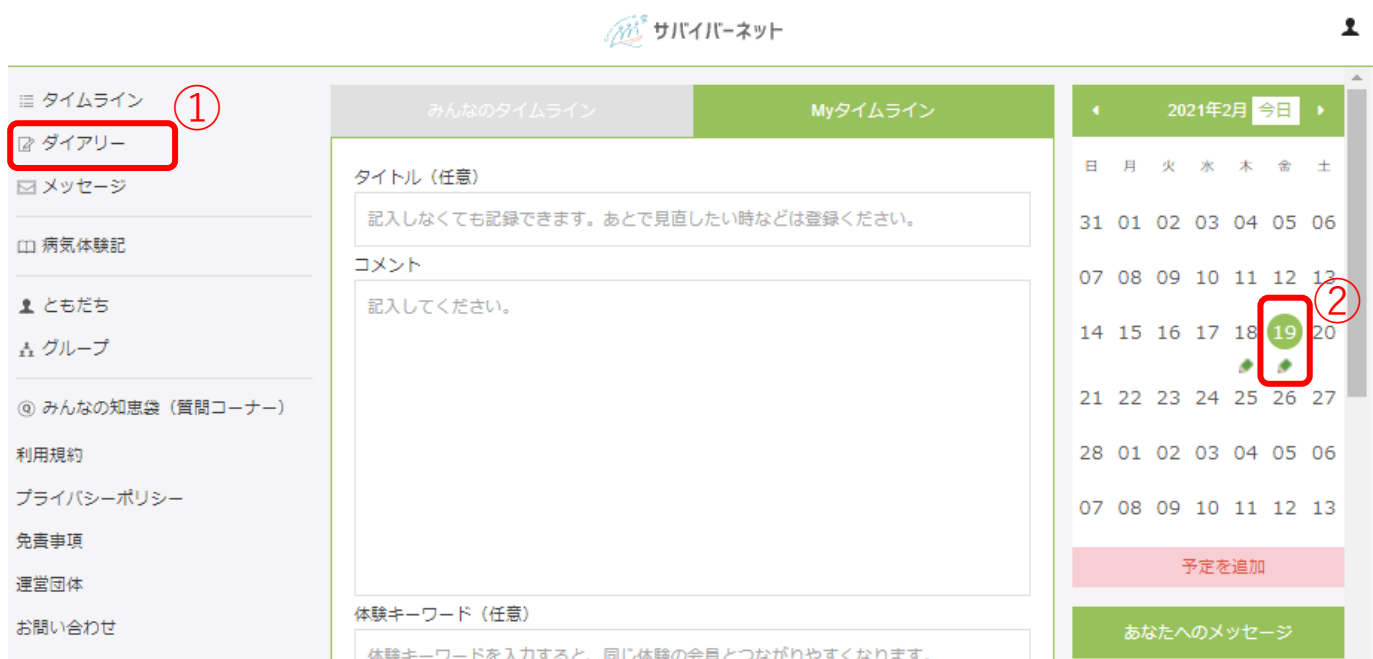 サバイバーネット
タイムライン
①
ダイアリー
メッセージ
病気体験記
ともだち
グループ
みんなの知恵袋（質問コーナー）
利用規約
プライバシーポリシー
免責事項
運営団体
お問い合わせ
みんなのタイムライン
Myタイムライン
タイトル（任意）
記入しなくても記録できます。あとで見直したい時などは登録ください。
コメント
記入してください。
体験キーワード（任意）
体験キーワードを入力すると、同じ体験の会員とつながりやすくなります。
2021年2月 今日
日 月 火 水 木 金 土
31 01 02 03 04 05 06
07 08 09 10 11 12 13
②
14 15 16 17 18 19 20
21 22 23 24 25 26 27
28 01 02 03 04 05 06
07 08 09 10 11 12 13
予定を追加
あなたへのメッセージ